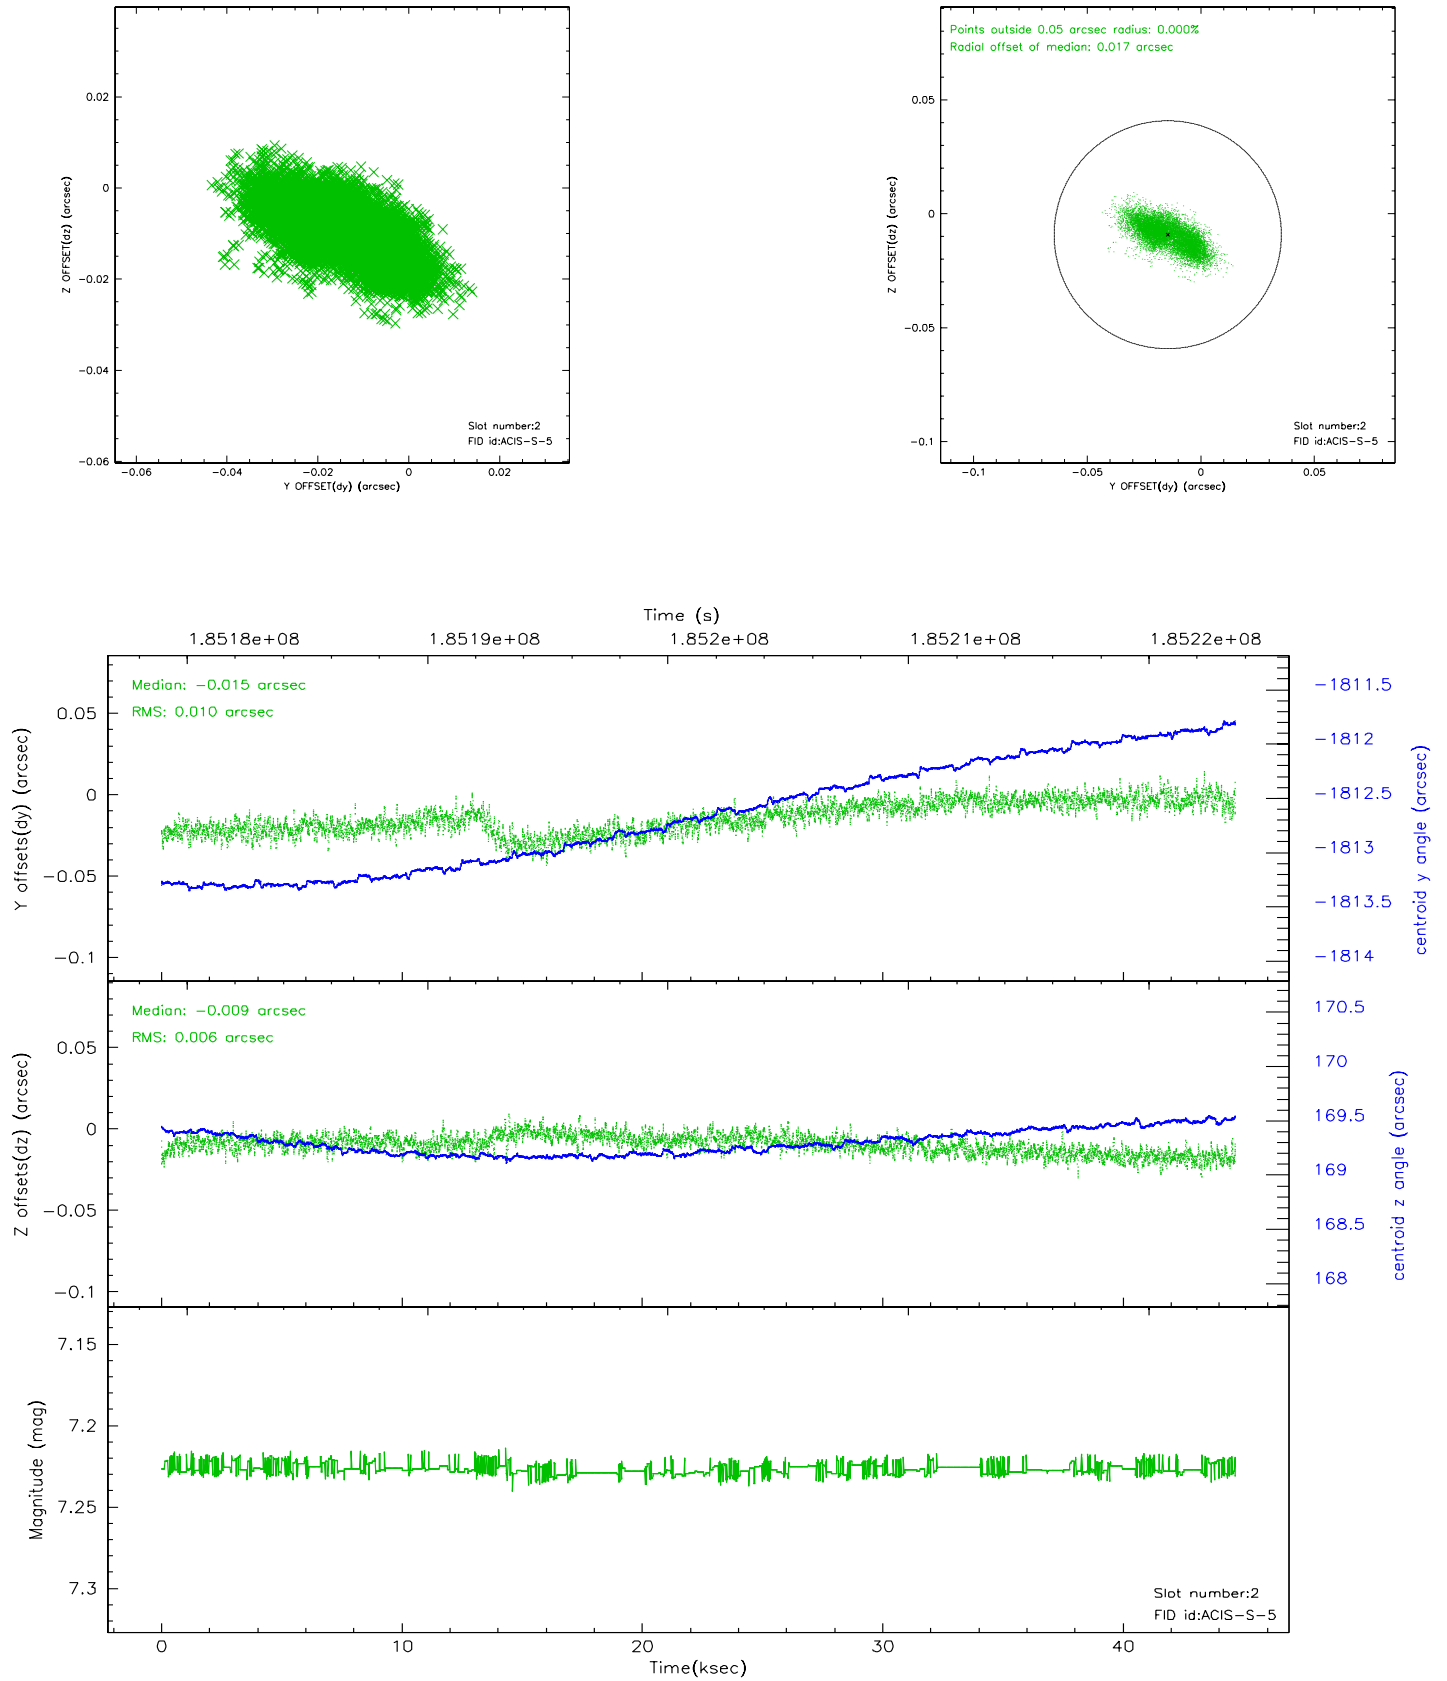 0.02
0
-0.02
-0.04
-0.06
Z OFFSET(dz) (arcsec)
Slot number:2
FID id:ACIS-S-5
-0.06 -0.04 -0.02 0 0.02
Y OFFSET(dy) (arcsec)
Points outside 0.05 arcsec radius: 0.000%
Radial offset of median: 0.017 arcsec
0.05
0
-0.05
-0.1
Z OFFSET(dz) (arcsec)
Slot number:2
FID id:ACIS-S-5
-0.1 -0.05 0 0.05
Y OFFSET(dy) (arcsec)
Time (s)
1.8518e+08 1.8519e+08 1.852e+08 1.8521e+08 1.8522e+08
Median: -0.015 arcsec
RMS: 0.010 arcsec
0.05
0
-0.05
-0.1
Y offsets(dy) (arcsec)
-1811.5
-1812
-1812.5
-1813
-1813.5
-1814
centroid y angle (arcsec)
Median: -0.009 arcsec
RMS: 0.006 arcsec
0.05
0
-0.05
-0.1
Z offsets(dz) (arcsec)
170.5
170
169.5
169
168.5
168
centroid z angle (arcsec)
7.15
7.2
7.25
7.3
Magnitude (mag)
Slot number:2
FID id:ACIS-S-5
0 10 20 30 40
Time(ksec)